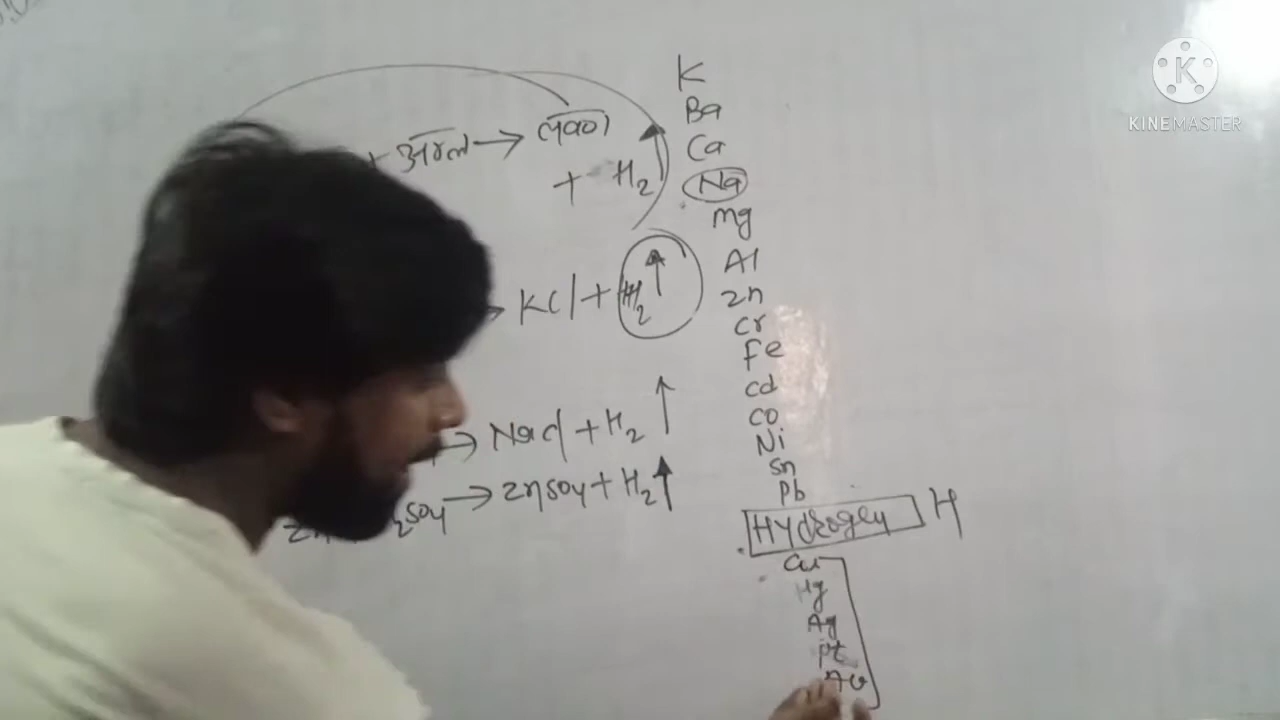 + अम्ल → लवण
+ H₂
→ KCl + H₂ ↑
→ Nacl + H₂ ↑
Zn H₂SO4 → ZnSO4 + H₂ ↑
K
Ba
Ca
Na
mg
Al
Zn
Cr
Fe
Cd
CO
Ni
Sn
Pb
Hydrogen H
Cu
Hg
Ag
Pt
Au
K
KINEMASTER